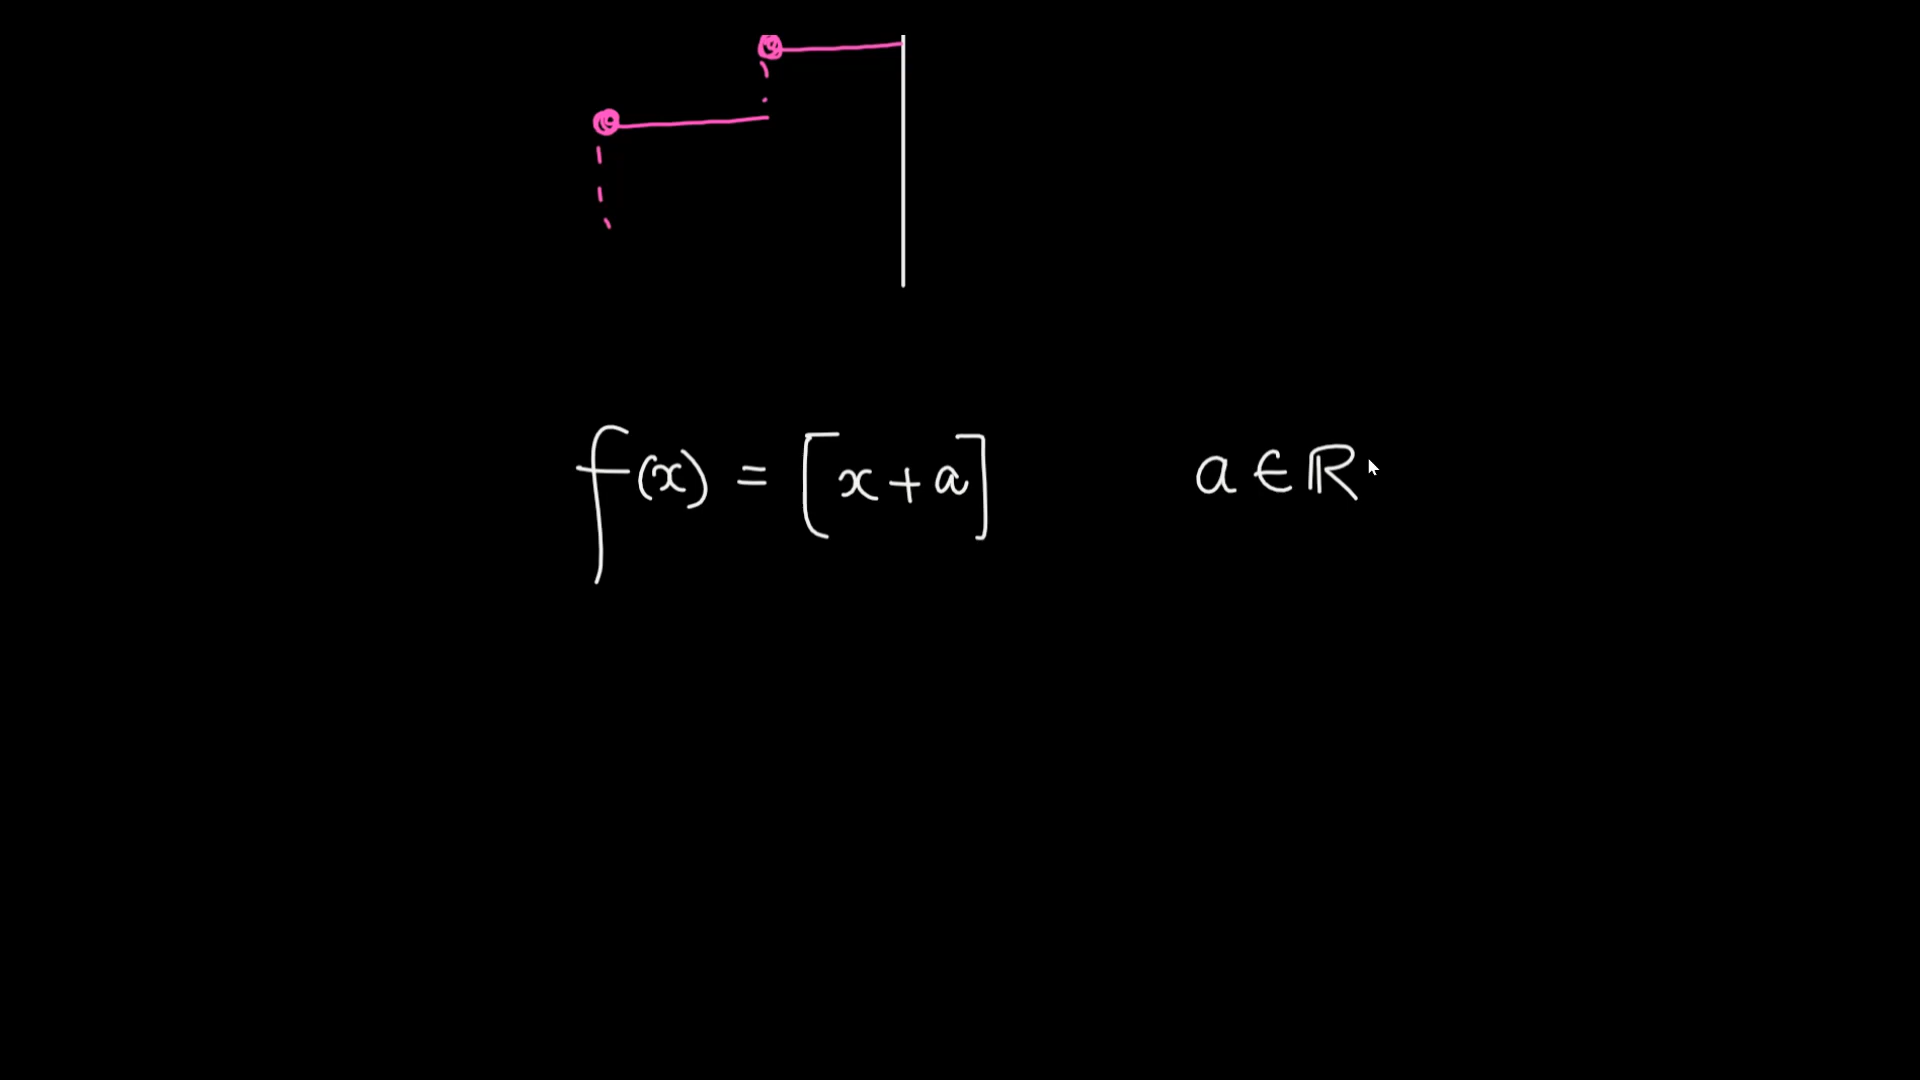 f(x) = [x+a] a ∈ ℝ